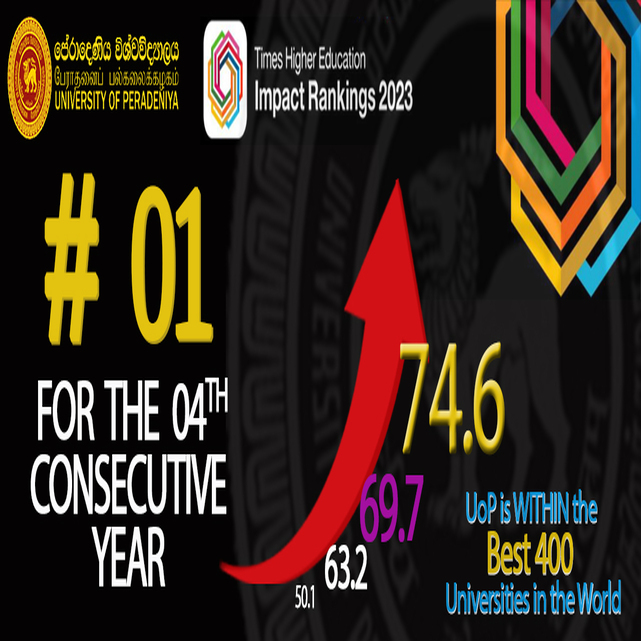 පේරාදෙණිය විශ්වවිද්‍යාලය
பேராதனைப் பல்கலைக்கழகம்
UNIVERSITY OF PERADENIYA
Times Higher Education
Impact Rankings 2023
# 01
FOR THE 04TH
CONSECUTIVE
YEAR
74.6
69.7
63.2
50.1
UoP is WITHIN the
Best 400
Universities in the World